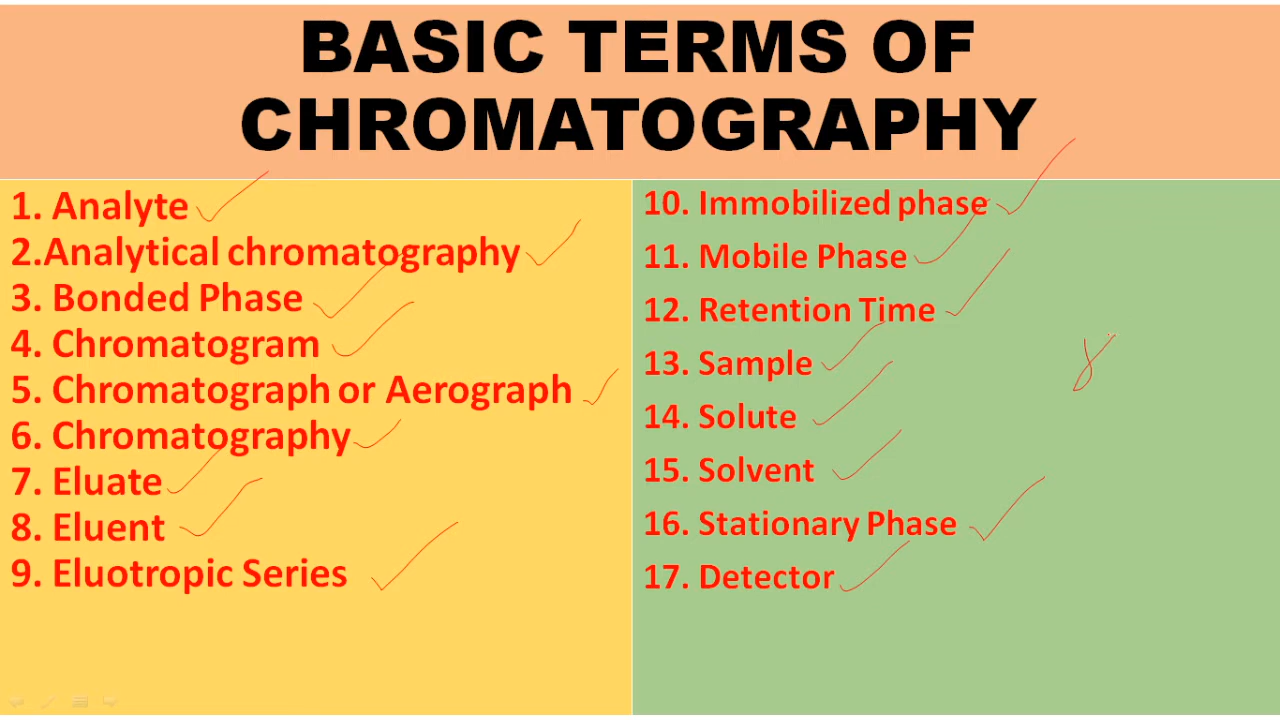 BASIC TERMS OF
CHROMATOGRAPHY
1. Analyte
2.Analytical chromatography
3. Bonded Phase
4. Chromatogram
5. Chromatograph or Aerograph
6. Chromatography
7. Eluate
8. Eluent
9. Eluotropic Series
10. Immobilized phase
11. Mobile Phase
12. Retention Time
13. Sample
14. Solute
15. Solvent
16. Stationary Phase
17. Detector